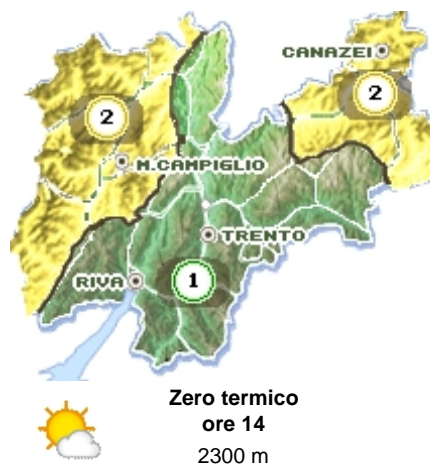 CANAZEI
2
2
M.CAMPIGLIO
TRENTO
RIVA
1
Zero termico
ore 14
2300 m